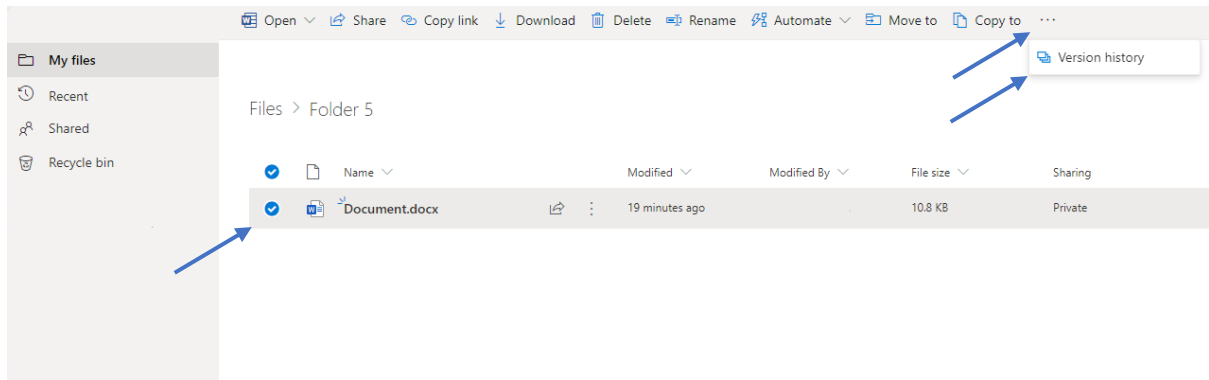 Open Share Copy link Download Delete Rename Automate Move to Copy to ...
Version history
My files
Recent
Shared
Recycle bin
Files > Folder 5
Name Modified Modified By File size Sharing
Document.docx 19 minutes ago 10.8 KB Private